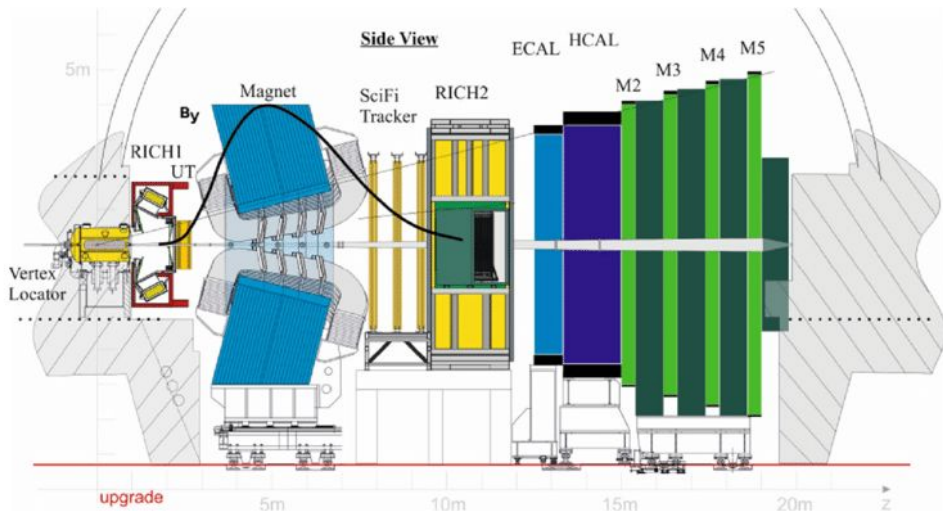 Side View
ECAL
HCAL
M5
M4
M3
M2
5m
Magnet
By
SciFi
Tracker
RICH2
RICH1
UT
Vertex
Locator
upgrade
5m
10m
15m
20m
z